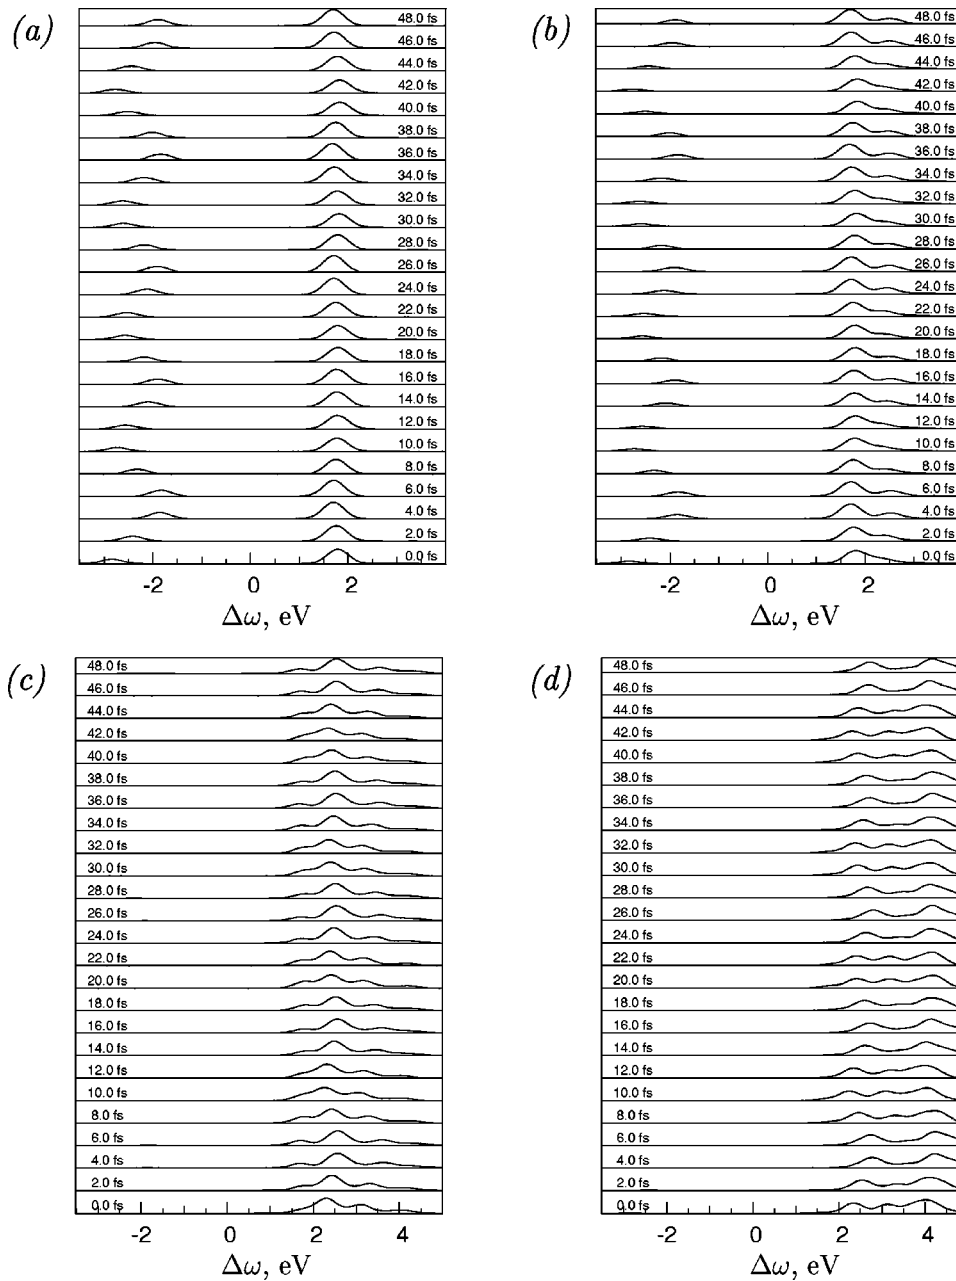 (a)
48.0 fs
46.0 fs
44.0 fs
42.0 fs
40.0 fs
38.0 fs
36.0 fs
34.0 fs
32.0 fs
30.0 fs
28.0 fs
26.0 fs
24.0 fs
22.0 fs
20.0 fs
18.0 fs
16.0 fs
14.0 fs
12.0 fs
10.0 fs
8.0 fs
6.0 fs
4.0 fs
2.0 fs
0.0 fs
-2 0 2
Δω, eV
(b)
48.0 fs
46.0 fs
44.0 fs
42.0 fs
40.0 fs
38.0 fs
36.0 fs
34.0 fs
32.0 fs
30.0 fs
28.0 fs
26.0 fs
24.0 fs
22.0 fs
20.0 fs
18.0 fs
16.0 fs
14.0 fs
12.0 fs
10.0 fs
8.0 fs
6.0 fs
4.0 fs
2.0 fs
0.0 fs
-2 0 2
Δω, eV
(c)
48.0 fs
46.0 fs
44.0 fs
42.0 fs
40.0 fs
38.0 fs
36.0 fs
34.0 fs
32.0 fs
30.0 fs
28.0 fs
26.0 fs
24.0 fs
22.0 fs
20.0 fs
18.0 fs
16.0 fs
14.0 fs
12.0 fs
10.0 fs
8.0 fs
6.0 fs
4.0 fs
2.0 fs
0.0 fs
-2 0 2 4
Δω, eV
(d)
48.0 fs
46.0 fs
44.0 fs
42.0 fs
40.0 fs
38.0 fs
36.0 fs
34.0 fs
32.0 fs
30.0 fs
28.0 fs
26.0 fs
24.0 fs
22.0 fs
20.0 fs
18.0 fs
16.0 fs
14.0 fs
12.0 fs
10.0 fs
8.0 fs
6.0 fs
4.0 fs
2.0 fs
0.0 fs
-2 0 2 4
Δω, eV